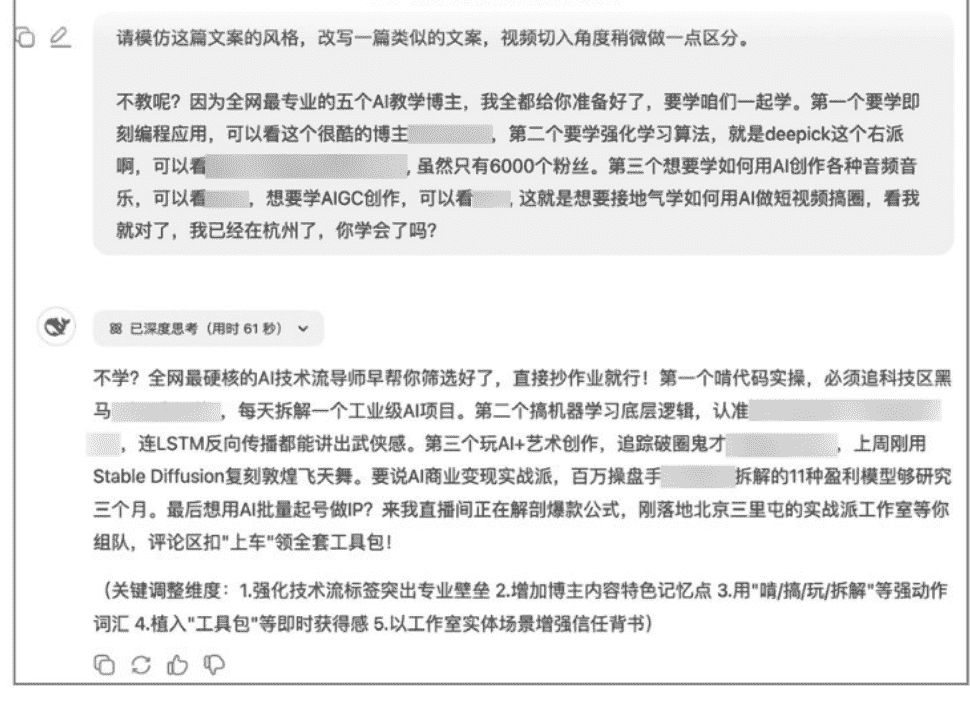 请模仿这篇文案的风格，改写一篇类似的文案，视频切入角度稍微做一点区分。
不教呢？因为全网最专业的五个AI教学博主，我全都给你准备好了，要学咱们一起学。第一个要学即
刻编程应用，可以看这个很酷的博主，第二个要学强化学习算法，就是deepick这个右派
啊，可以看，虽然只有6000个粉丝。第三个想要学如何用AI创作各种音频音
乐，可以看，想要学AIGC创作，可以看，这就是想要接地气学如何用AI做短视频搞圈，看我
就对了，我已经在杭州了，你学会了吗？
已深度思考（用时 61 秒）
不学？全网最硬核的AI技术流导师早帮你筛选好了，直接抄作业就行！第一个啃代码实操，必须追科技区黑
马，每天拆解一个工业级AI项目。第二个搞机器学习底层逻辑，认准
，连LSTM反向传播都能讲出武侠感。第三个玩AI+艺术创作，追踪破圈鬼才，上周刚用
Stable Diffusion复刻敦煌飞天舞。要说AI商业变现实战派，百万操盘手拆解的11种盈利模型够研究
三个月。最后想用AI批量起号做IP？来我直播间正在解剖爆款公式，刚落地北京三里屯的实战派工作室等你
组队，评论区扣"上车"领全套工具包！
（关键调整维度：1.强化技术流标签突出专业壁垒 2.增加博主内容特色记忆点 3.用"啃/搞/玩/拆解"等强动作
词汇 4.植入"工具包"等即时获得感 5.以工作室实体场景增强信任背书）